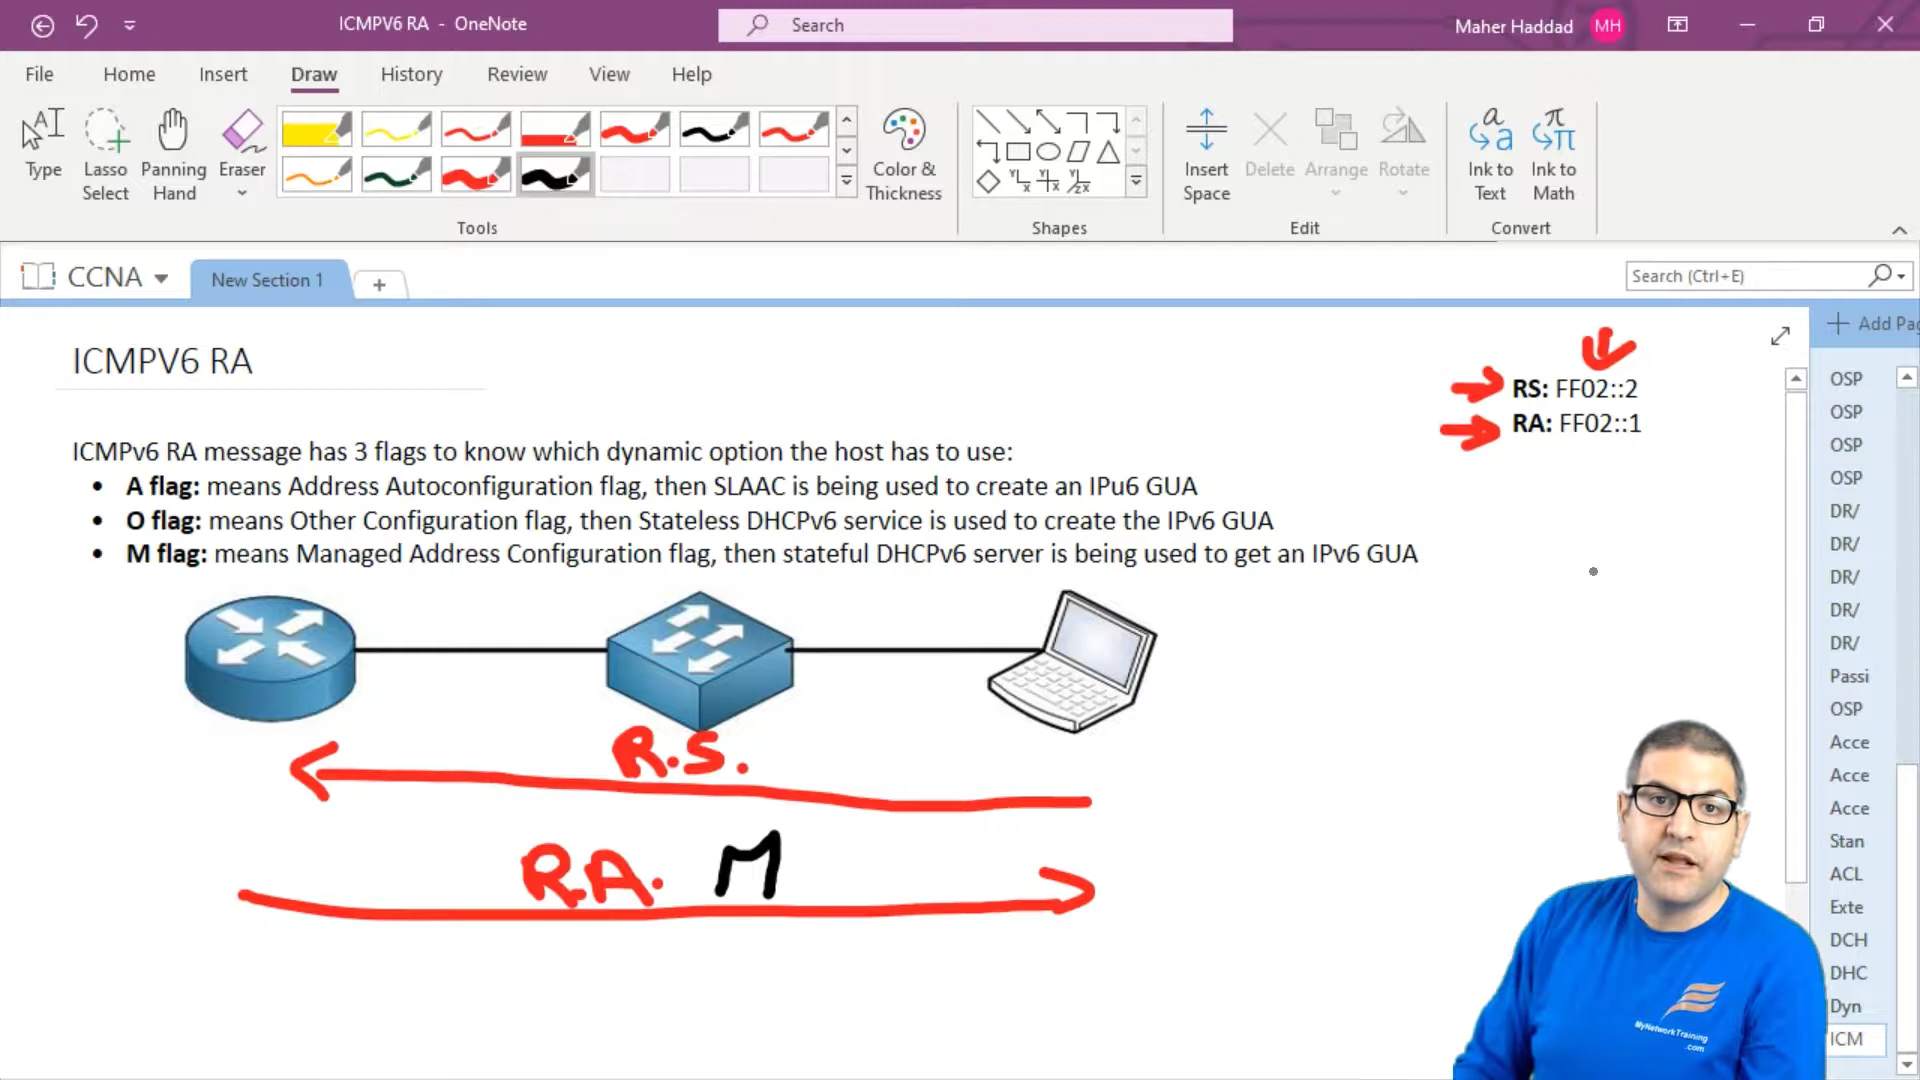 ICMPV6 RA - OneNote
Search
Maher Haddad
MH
File Home Insert Draw History Review View Help
Type
Lasso Select
Panning Hand
Eraser
Color & Thickness
Insert Space
Delete
Arrange
Rotate
Ink to Text
Ink to Math
Tools
Shapes
Edit
Convert
CCNA
New Section 1
+
Search (Ctrl+E)
Add Pag
ICMPV6 RA
RS: FF02::2
RA: FF02::1
ICMPv6 RA message has 3 flags to know which dynamic option the host has to use:
• A flag: means Address Autoconfiguration flag, then SLAAC is being used to create an IPu6 GUA
• O flag: means Other Configuration flag, then Stateless DHCPv6 service is used to create the IPv6 GUA
• M flag: means Managed Address Configuration flag, then stateful DHCPv6 server is being used to get an IPv6 GUA
R.S.
R.A. M
OSP
OSP
OSP
OSP
DR/
DR/
DR/
DR/
DR/
Passi
OSP
Acce
Acce
Acce
Stan
ACL
Exte
DCH
DHC
Dyn
ICM
MyNetworkTraining
.com